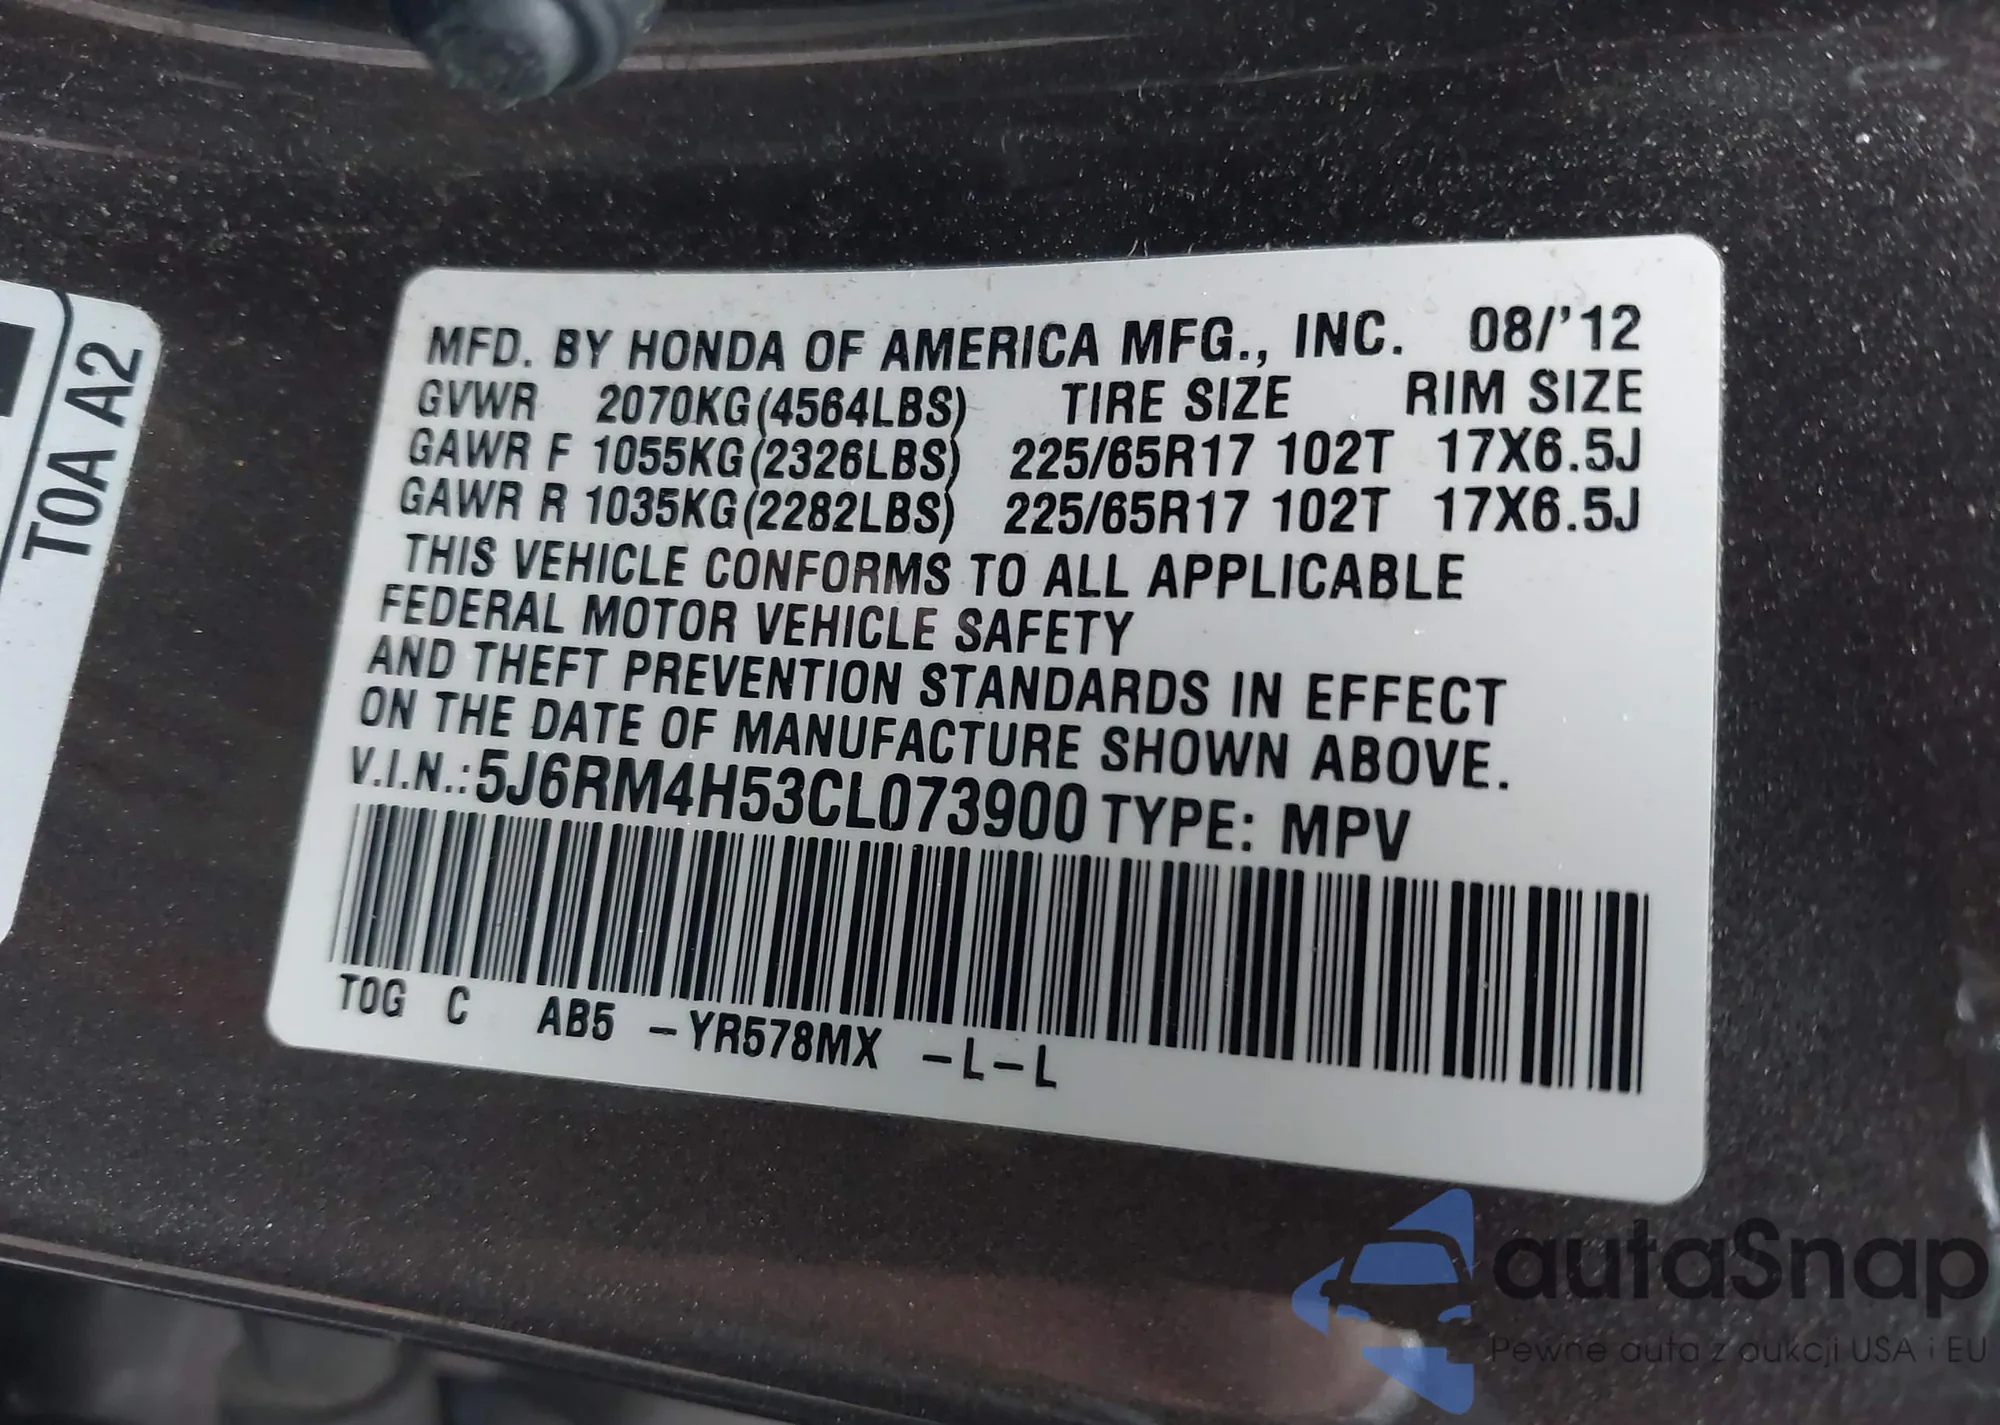 MFD. BY HONDA OF AMERICA MFG., INC. 08/'12
GVWR 2070KG(4564LBS) TIRE SIZE RIM SIZE
GAWR F 1055KG(2326LBS) 225/65R17 102T 17X6.5J
GAWR R 1035KG(2282LBS) 225/65R17 102T 17X6.5J
THIS VEHICLE CONFORMS TO ALL APPLICABLE
FEDERAL MOTOR VEHICLE SAFETY
AND THEFT PREVENTION STANDARDS IN EFFECT
ON THE DATE OF MANUFACTURE SHOWN ABOVE.
V.I.N.:5J6RM4H53CL073900 TYPE: MPV
T0G C AB5 -YR578MX -L-L
T0A A2
autaSnap
Pewne auta z aukcji USA i EU